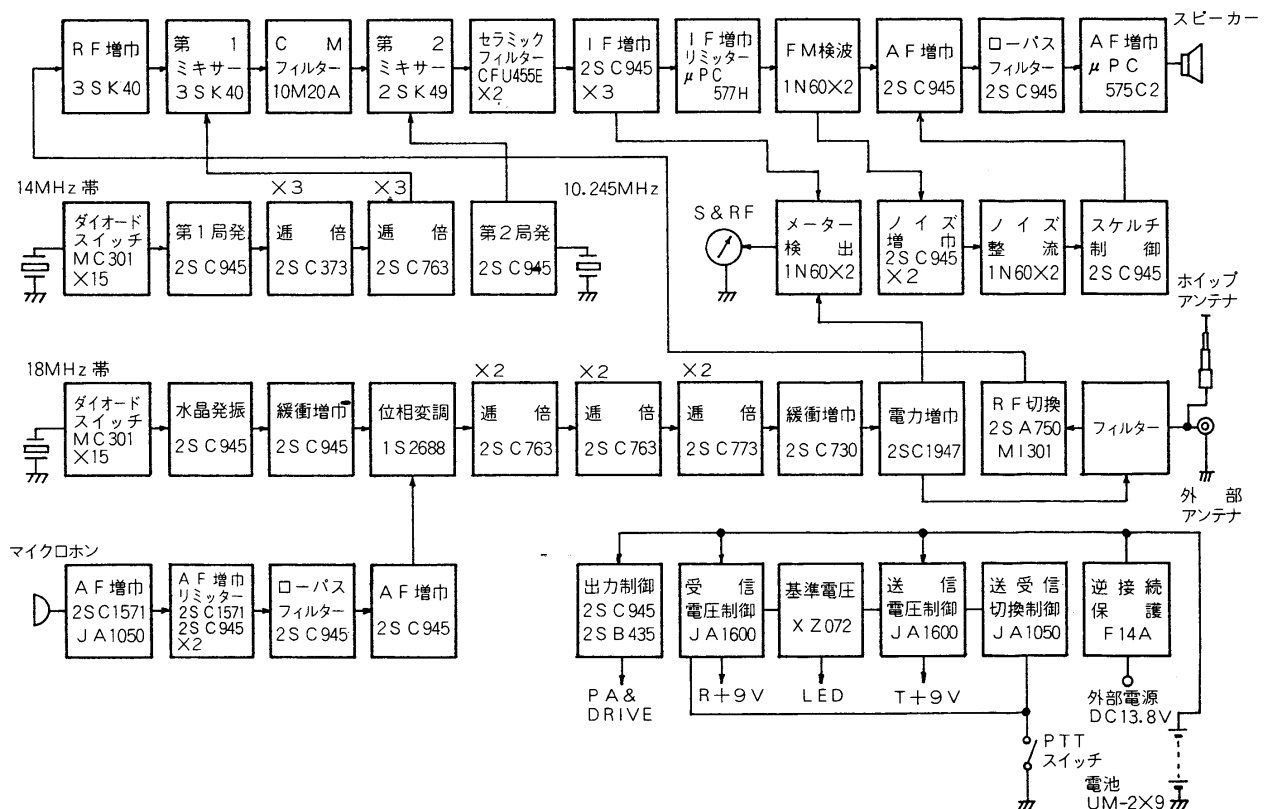 スピーカー
RF増巾
3SK40
第1
ミキサー
3SK40
CM
フィルター
10M20A
第2
ミキサー
2SK49
セラミック
フィルター
CFU455E
×2
IF増巾
2SC945
×3
IF増巾
リミッター
μPC
577H
FM検波
1N60×2
AF増巾
2SC945
ローパス
フィルター
2SC945
AF増巾
μPC
575C2
14MHz帯
×3
×3
10.245MHz
ダイオード
スイッチ
MC301
×15
第1局発
2SC945
逓倍
2SC373
逓倍
2SC763
第2局発
2SC945
S&RF
メーター
検出
1N60×2
ノイズ
増巾
2SC945
×2
ノイズ
整流
1N60×2
スケルチ
制御
2SC945
ホイップ
アンテナ
18MHz帯
×2
×2
×2
ダイオード
スイッチ
MC301
×15
水晶発振
2SC945
緩衝増巾
2SC945
位相変調
1S2688
逓倍
2SC763
逓倍
2SC763
逓倍
2SC773
緩衝増巾
2SC730
電力増巾
2SC1947
RF切換
2SA750
MI301
フィルター
外部
アンテナ
マイクロホン
AF増巾
2SC1571
JA1050
AF増巾
リミッター
2SC1571
2SC945
×2
ローパス
フィルター
2SC945
AF増巾
2SC945
出力制御
2SC945
2SB435
受信
電圧制御
JA1600
基準電圧
XZ072
送信
電圧制御
JA1600
送受信
切換制御
JA1050
逆接続
保護
F14A
PA&
DRIVE
R+9V
LED
T+9V
外部電源
DC13.8V
PTT
スイッチ
電池
UM-2×9